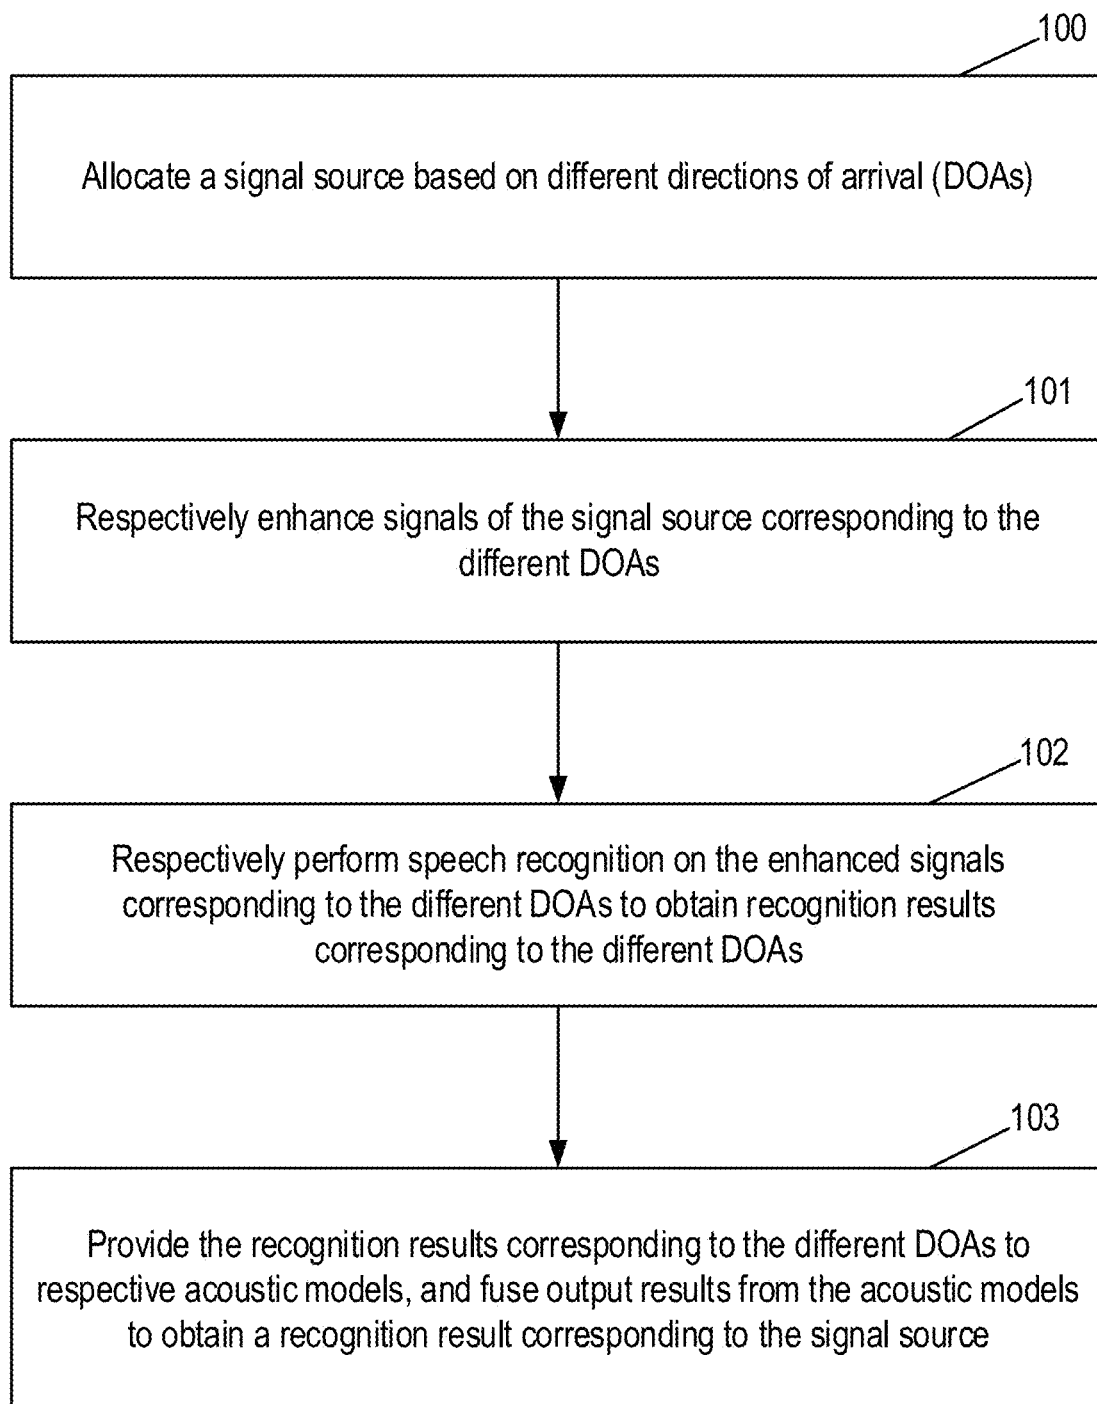 100
Allocate a signal source based on different directions of arrival (DOAs)
101
Respectively enhance signals of the signal source corresponding to the
different DOAs
102
Respectively perform speech recognition on the enhanced signals
corresponding to the different DOAs to obtain recognition results
corresponding to the different DOAs
103
Provide the recognition results corresponding to the different DOAs to
respective acoustic models, and fuse output results from the acoustic models
to obtain a recognition result corresponding to the signal source